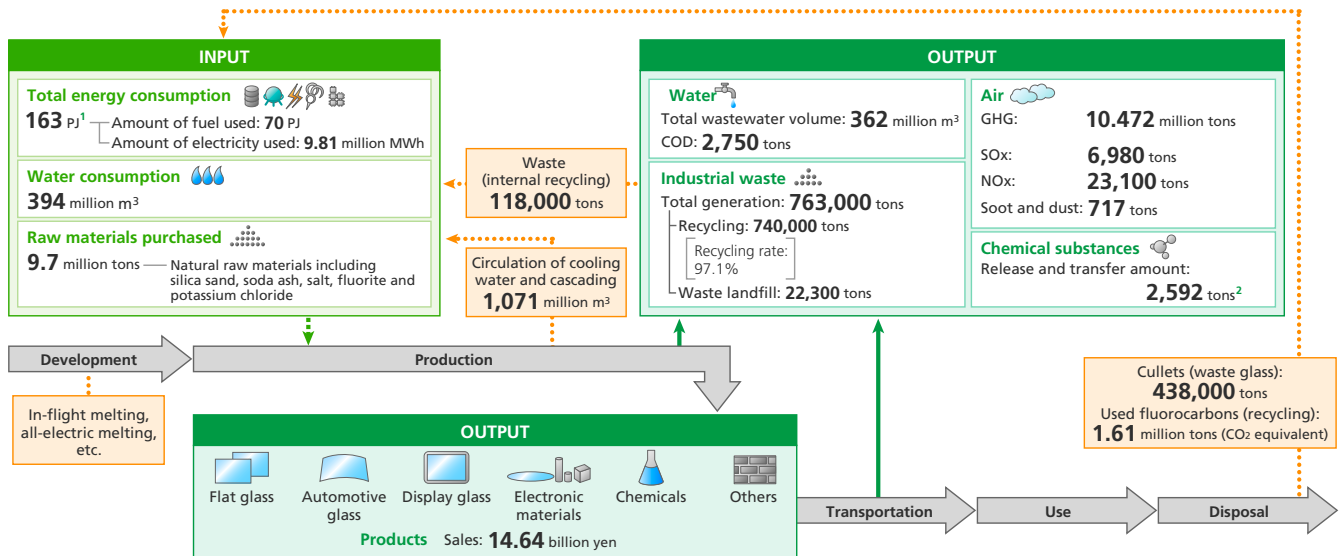 INPUT
Total energy consumption
163 PJ1
Amount of fuel used: 70 PJ
Amount of electricity used: 9.81 million MWh
Water consumption
394 million m3
Raw materials purchased
9.7 million tons
Natural raw materials including
silica sand, soda ash, salt, fluorite and
potassium chloride
Waste
(internal recycling)
118,000 tons
Circulation of cooling
water and cascading
1,071 million m3
OUTPUT
Water
Total wastewater volume: 362 million m3
COD: 2,750 tons
Industrial waste
Total generation: 763,000 tons
Recycling: 740,000 tons
Recycling rate:
97.1%
Waste landfill: 22,300 tons
Air
GHG: 10.472 million tons
SOx: 6,980 tons
NOx: 23,100 tons
Soot and dust: 717 tons
Chemical substances
Release and transfer amount:
2,592 tons2
Development
Production
In-flight melting,
all-electric melting,
etc.
Cullets (waste glass):
438,000 tons
Used fluorocarbons (recycling):
1.61 million tons (CO2 equivalent)
OUTPUT
Flat glass
Automotive
glass
Display glass
Electronic
materials
Chemicals
Others
Products Sales: 14.64 billion yen
Transportation
Use
Disposal